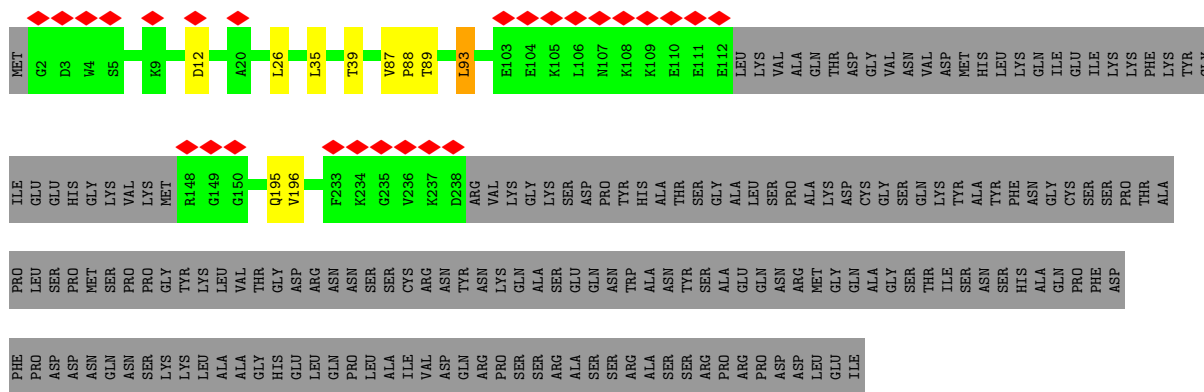 MET G2 D3 W4 S5 K9 D12 A20 L26 L35 T39 V87 P88 T89 L93 E103 E104 K105 L106 N107 K108 K109 E110 E111 E112 LEU LYS VAL ALA GLN THR ASP GLY VAL ASN VAL ASP MET HIS LEU LYS GLN ILE GLU ILE LYS LYS PHE LYS TYR GLY
ILE GLU GLU HIS GLY LYS VAL LYS MET R148 G149 G150 Q195 V196 F233 K234 G235 V236 K237 D238 ARG VAL LYS GLY LYS SER ASP PRO TYR HIS ALA THR SER GLY ALA LEU SER PRO ALA LYS ASP CYS GLY SER GLN LYS TYR ALA TYR PHE ASN GLY CYS SER SER PRO THR ALA
PRO LEU SER PRO MET SER PRO PRO GLY TYR LYS LEU VAL THR GLY ASP ARG ASN ASN SER SER CYS ARG ASN TYR ASN LYS GLN ALA SER GLU GLN ASN TRP ALA ASN TYR SER ALA GLU GLN ASN ARG MET GLY GLN ALA GLY SER THR ILE SER ASN SER HIS ALA GLN PRO PHE ASP
PHE PRO ASP ASP ASN GLN ASN SER LYS LYS LEU ALA ALA GLY HIS GLU LEU GLN PRO LEU ALA ILE VAL ASP GLN ARG PRO SER SER ARG ALA SER SER ARG ALA SER SER ARG PRO ARG PRO ASP ASP LEU GLU ILE